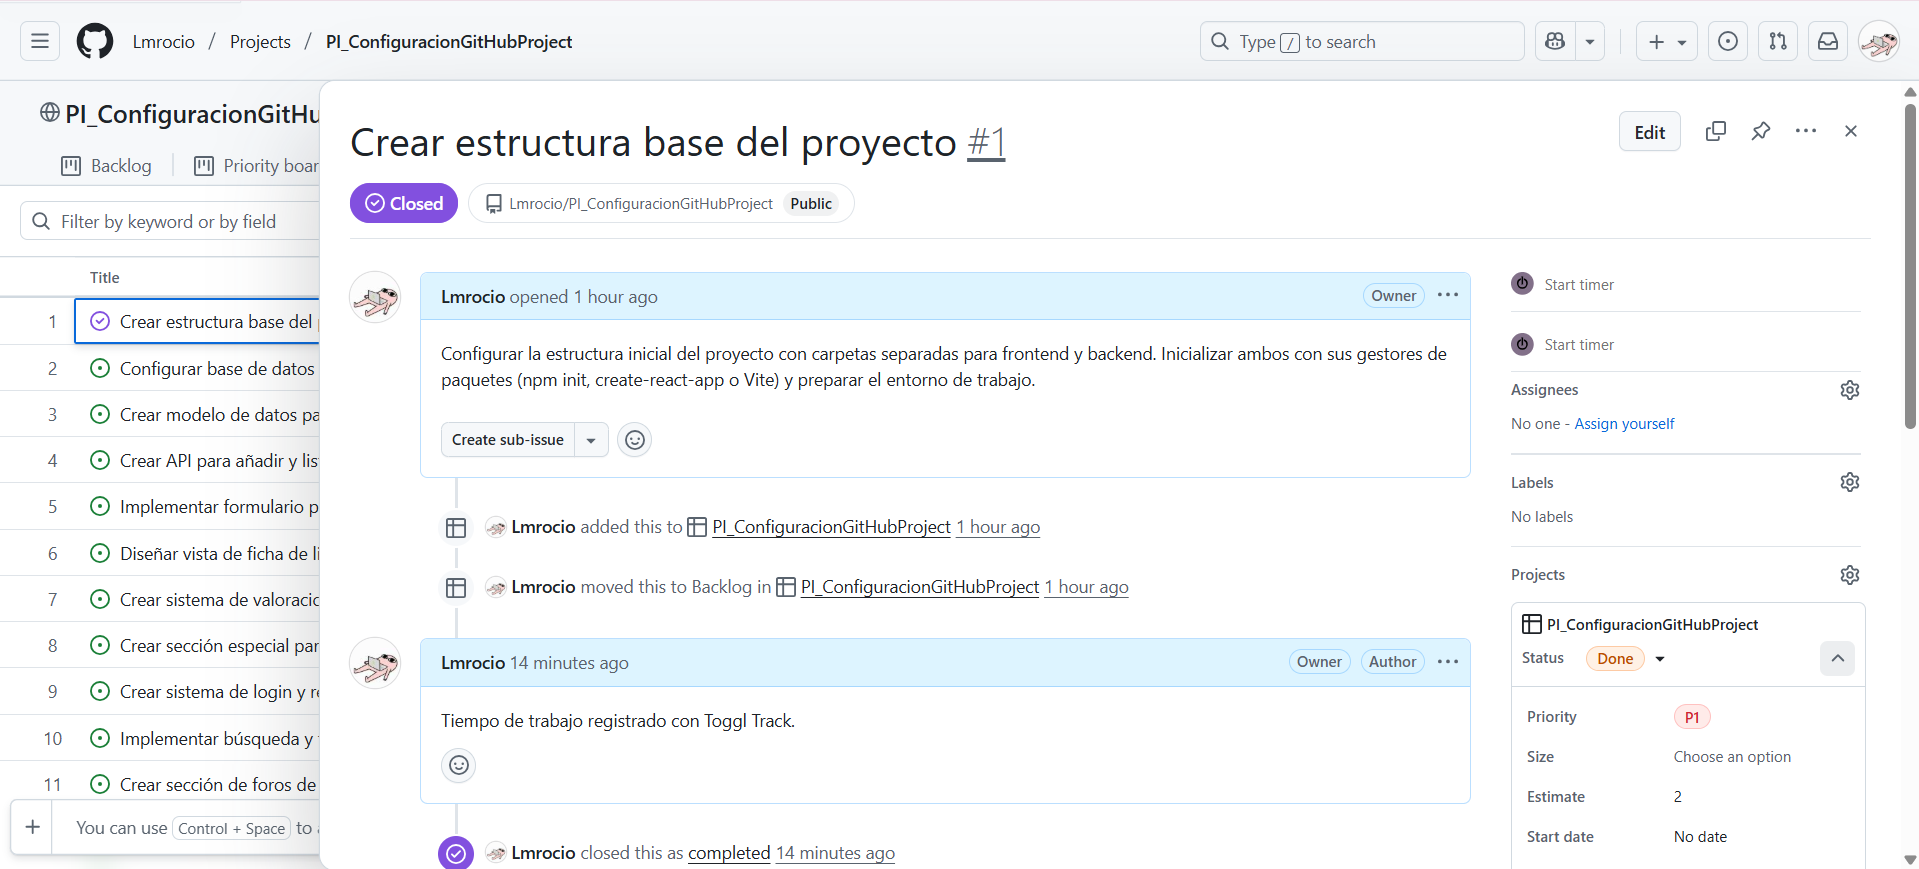 Lmrocio / Projects / PI_ConfiguracionGitHubProject
Type / to search
PI_ConfiguracionGitHu
Backlog
Priority boar
Filter by keyword or by field
Title
1 Crear estructura base del
2 Configurar base de datos
3 Crear modelo de datos pa
4 Crear API para añadir y lis
5 Implementar formulario p
6 Diseñar vista de ficha de li
7 Crear sistema de valoracio
8 Crear sección especial par
9 Crear sistema de login y re
10 Implementar búsqueda y
11 Crear sección de foros de
You can use Control + Space to
Crear estructura base del proyecto #1
Edit
Closed
Lmrocio/PI_ConfiguracionGitHubProject Public
Lmrocio opened 1 hour ago
Owner
Configurar la estructura inicial del proyecto con carpetas separadas para frontend y backend. Inicializar ambos con sus gestores de
paquetes (npm init, create-react-app o Vite) y preparar el entorno de trabajo.
Create sub-issue
Lmrocio added this to PI_ConfiguracionGitHubProject 1 hour ago
Lmrocio moved this to Backlog in PI_ConfiguracionGitHubProject 1 hour ago
Lmrocio 14 minutes ago
Owner Author
Tiempo de trabajo registrado con Toggl Track.
Lmrocio closed this as completed 14 minutes ago
Start timer
Start timer
Assignees
No one - Assign yourself
Labels
No labels
Projects
PI_ConfiguracionGitHubProject
Status Done
Priority P1
Size Choose an option
Estimate 2
Start date No date